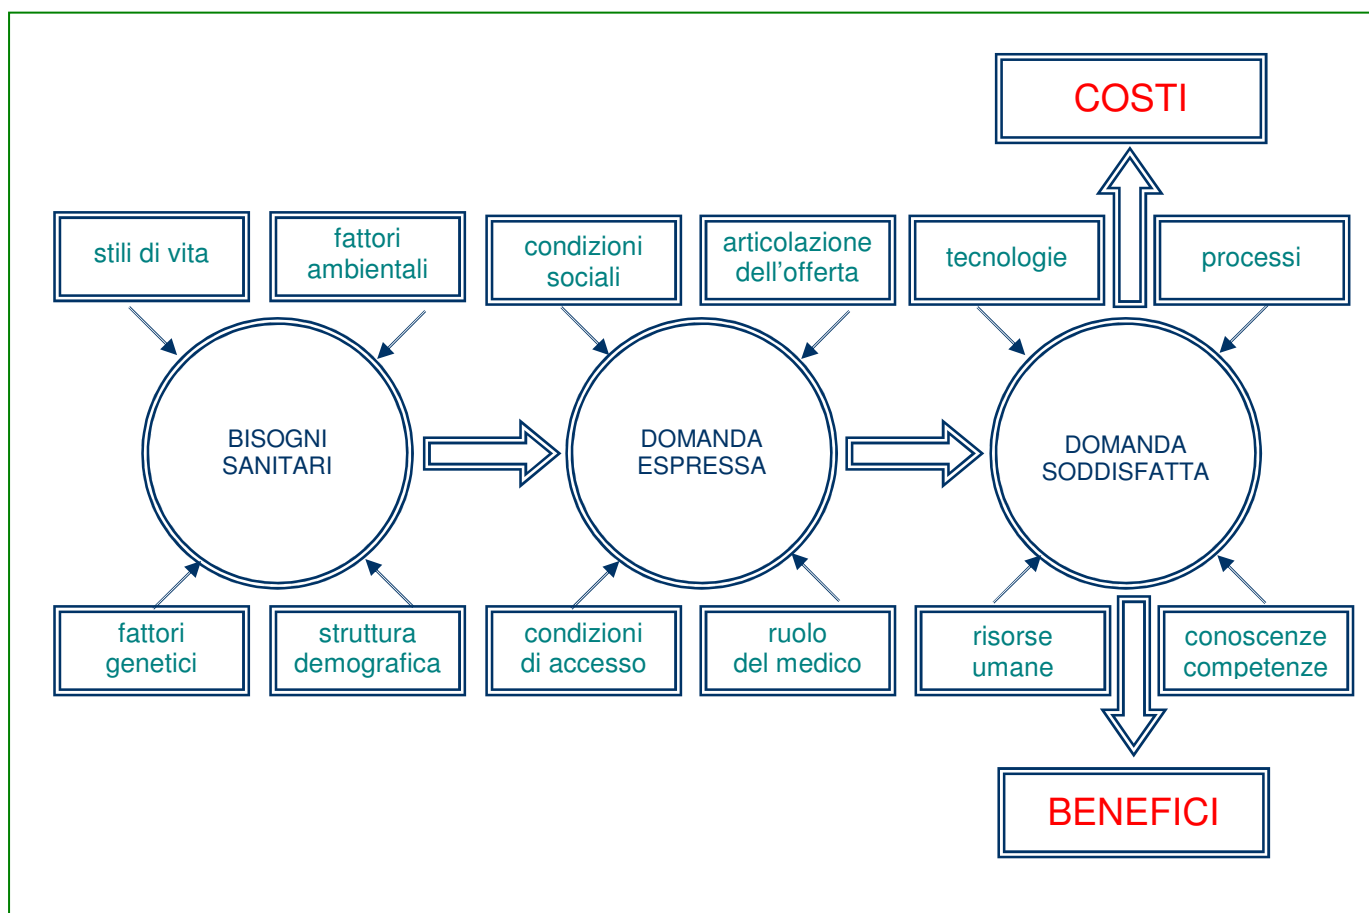 COSTI
stili di vita
fattori
ambientali
condizioni
sociali
articolazione
dell'offerta
tecnologie
processi
BISOGNI
SANITARI
DOMANDA
ESPRESSA
DOMANDA
SODDISFATTA
fattori
genetici
struttura
demografica
condizioni
di accesso
ruolo
del medico
risorse
umane
conoscenze
competenze
BENEFICI